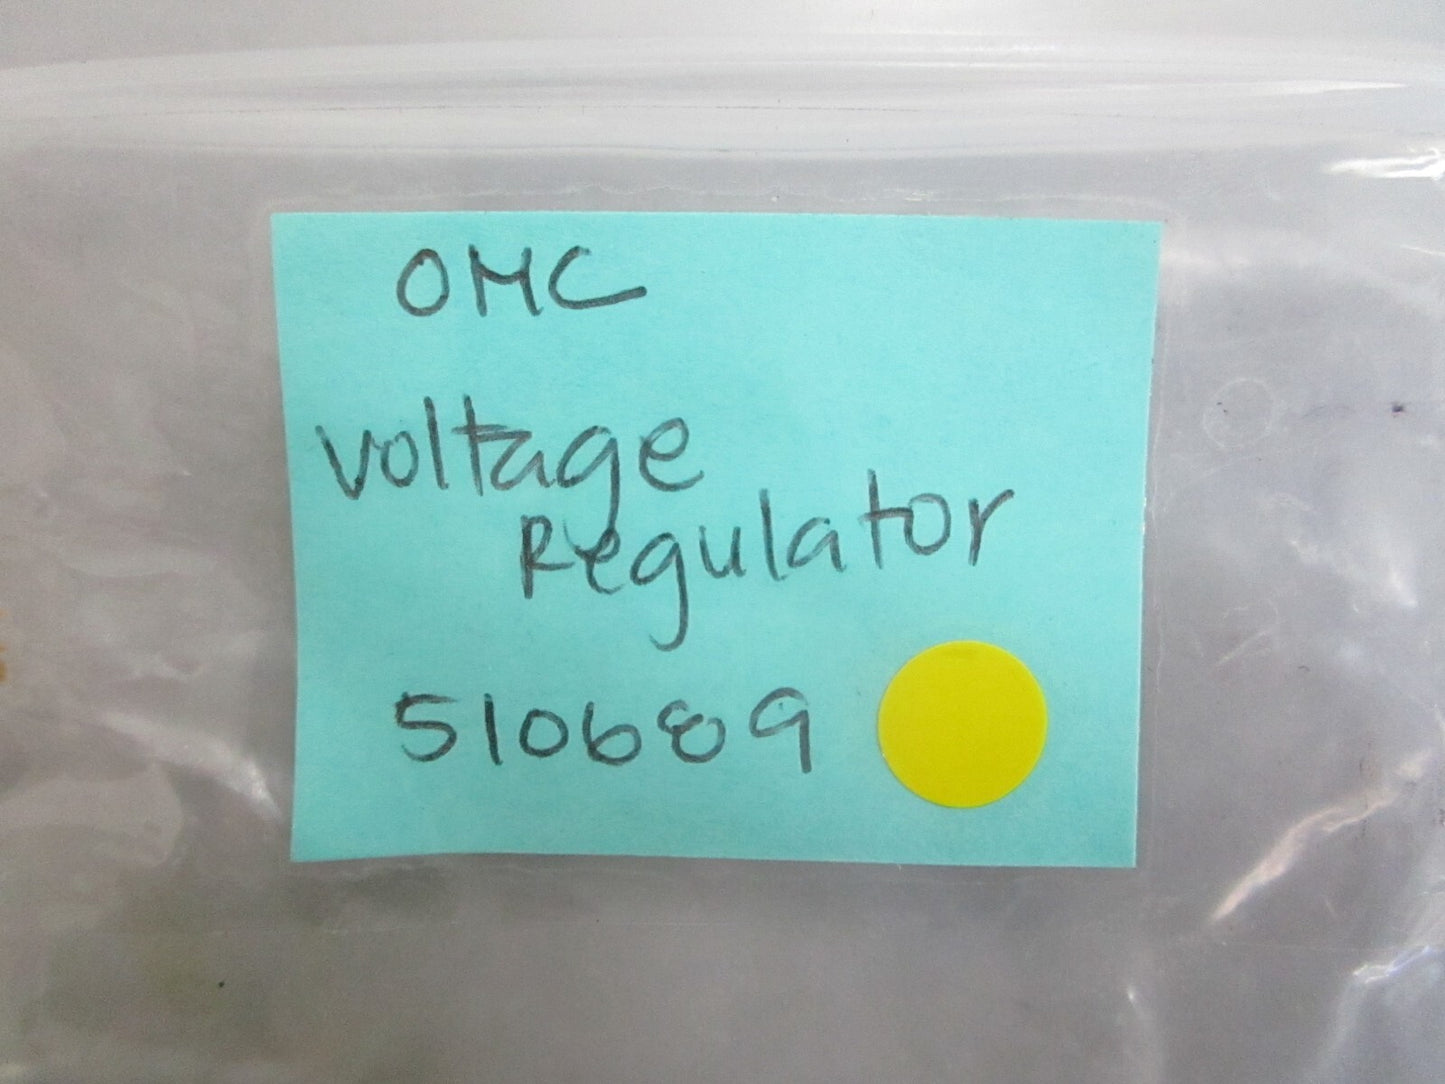 OMC
voltage
Regulator
510689